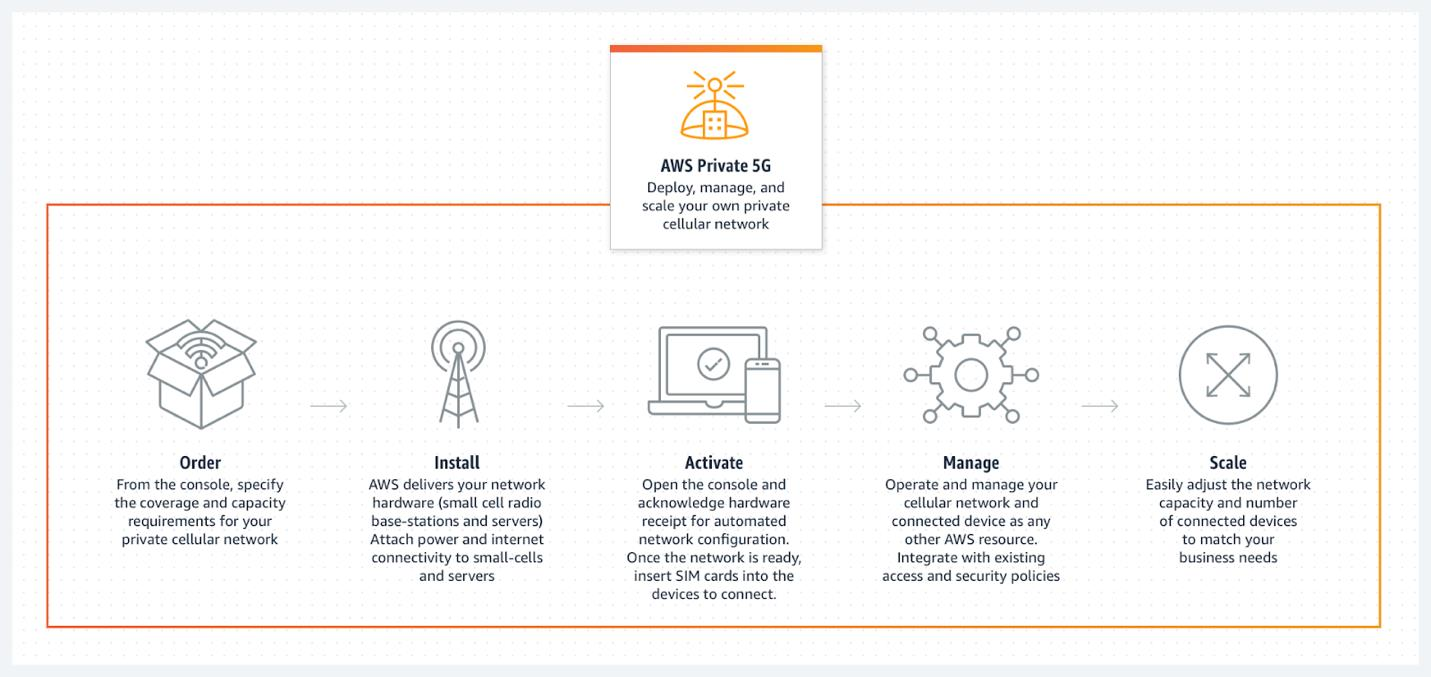 AWS Private 5G
Deploy, manage, and
scale your own private
cellular network
Order
From the console, specify
the coverage and capacity
requirements for your
private cellular network
Install
AWS delivers your network
hardware (small cell radio
base-stations and servers)
Attach power and internet
connectivity to small-cells
and servers
Activate
Open the console and
acknowledge hardware
receipt for automated
network configuration.
Once the network is ready,
insert SIM cards into the
devices to connect.
Manage
Operate and manage your
cellular network and
connected device as any
other AWS resource.
Integrate with existing
access and security policies
Scale
Easily adjust the network
capacity and number
of connected devices
to match your
business needs